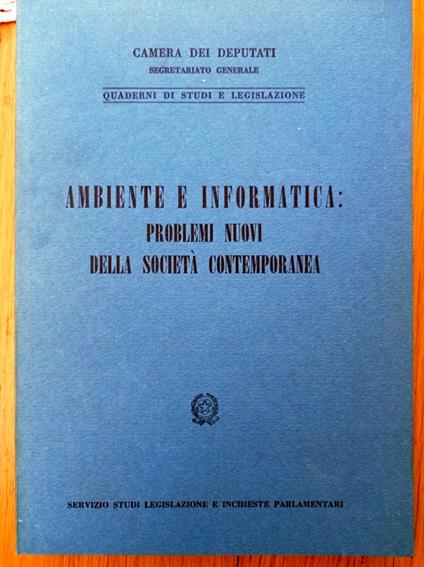 CAMERA DEI DEPUTATI
SEGRETARIATO GENERALE
QUADERNI DI STUDI E LEGISLAZIONE
AMBIENTE E INFORMATICA:
PROBLEMI NUOVI
DELLA SOCIETÀ CONTEMPORANEA
SERVIZIO STUDI LEGISLAZIONE E INCHIESTE PARLAMENTARI